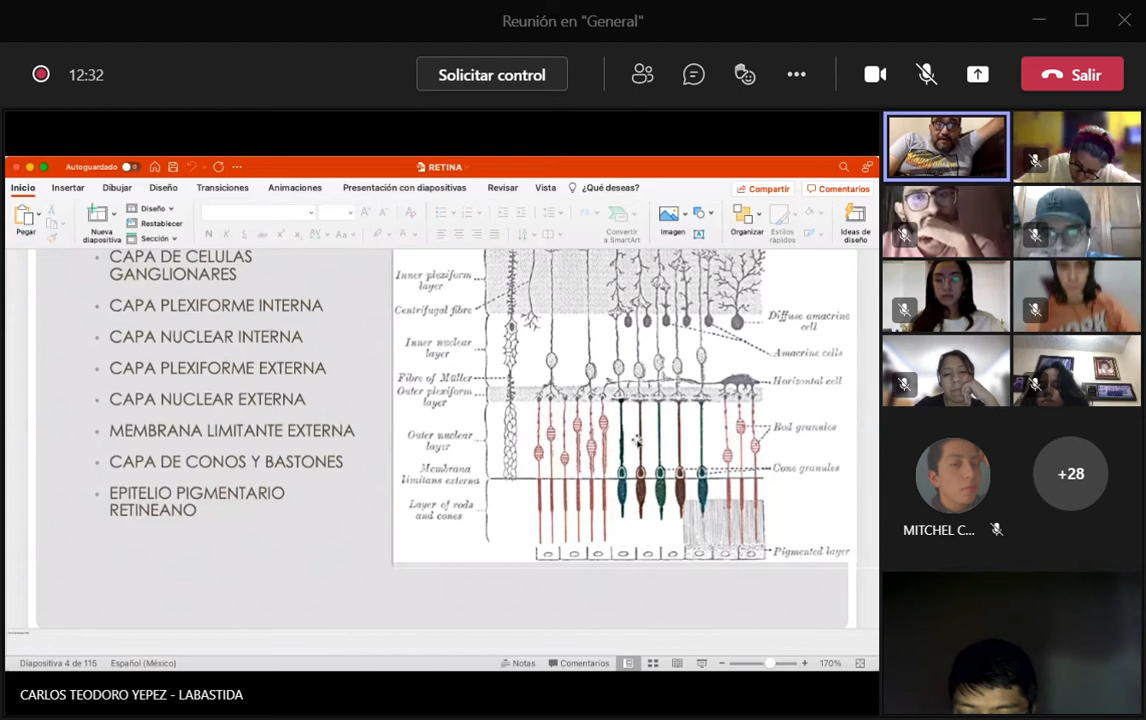 Reunión en "General"
12:32
Solicitar control
Salir
Autoguardado
RETINA
Inicio
Insertar
Dibujar
Diseño
Transiciones
Animaciones
Presentación con diapositivas
Revisar
Vista
¿Qué deseas?
Compartir
Comentarios
Pegar
Nueva
diapositiva
Diseño
Restablecer
Sección
Convertir
a SmartArt
Imagen
Organizar
Estilos
rápidos
Ideas de
diseño
CAPA DE CELULAS
GANGLIONARES
CAPA PLEXIFORME INTERNA
CAPA NUCLEAR INTERNA
CAPA PLEXIFORME EXTERNA
CAPA NUCLEAR EXTERNA
MEMBRANA LIMITANTE EXTERNA
CAPA DE CONOS Y BASTONES
EPITELIO PIGMENTARIO
RETINEANO
Inner plexiform
layer
Centrifugal fibre
Inner nuclear
layer
Fibre of Müller
Outer plexiform
layer
Outer nuclear
layer
Membrana
limitans externa
Layer of rods
and cones
Diffuse amacrine
cell
Amacrine cells
Horizontal cell
Rod granules
Cone granules
Pigmented layer
MITCHEL C...
+28
Diapositiva 4 de 115
Español (México)
Notas
Comentarios
170%
CARLOS TEODORO YEPEZ - LABASTIDA